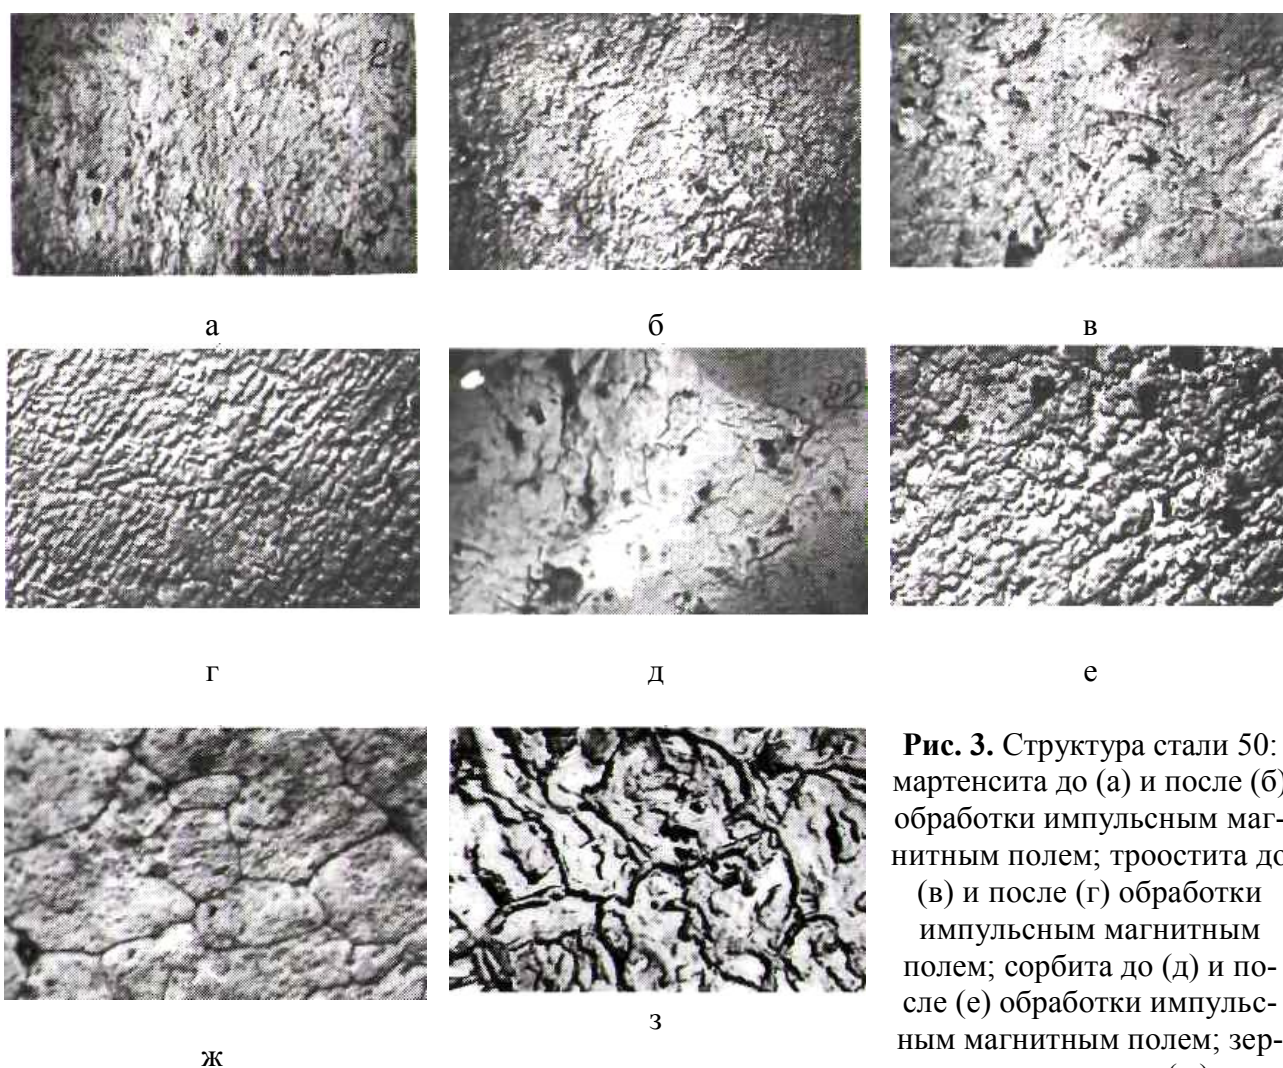 а б в
г д е
Рис. 3. Структура стали 50:
мартенсита до (а) и после (б)
обработки импульсным маг-
нитным полем; троостита до
(в) и после (г) обработки
импульсным магнитным
полем; сорбита до (д) и по-
сле (е) обработки импульс-
ным магнитным полем; зер-
з
ж